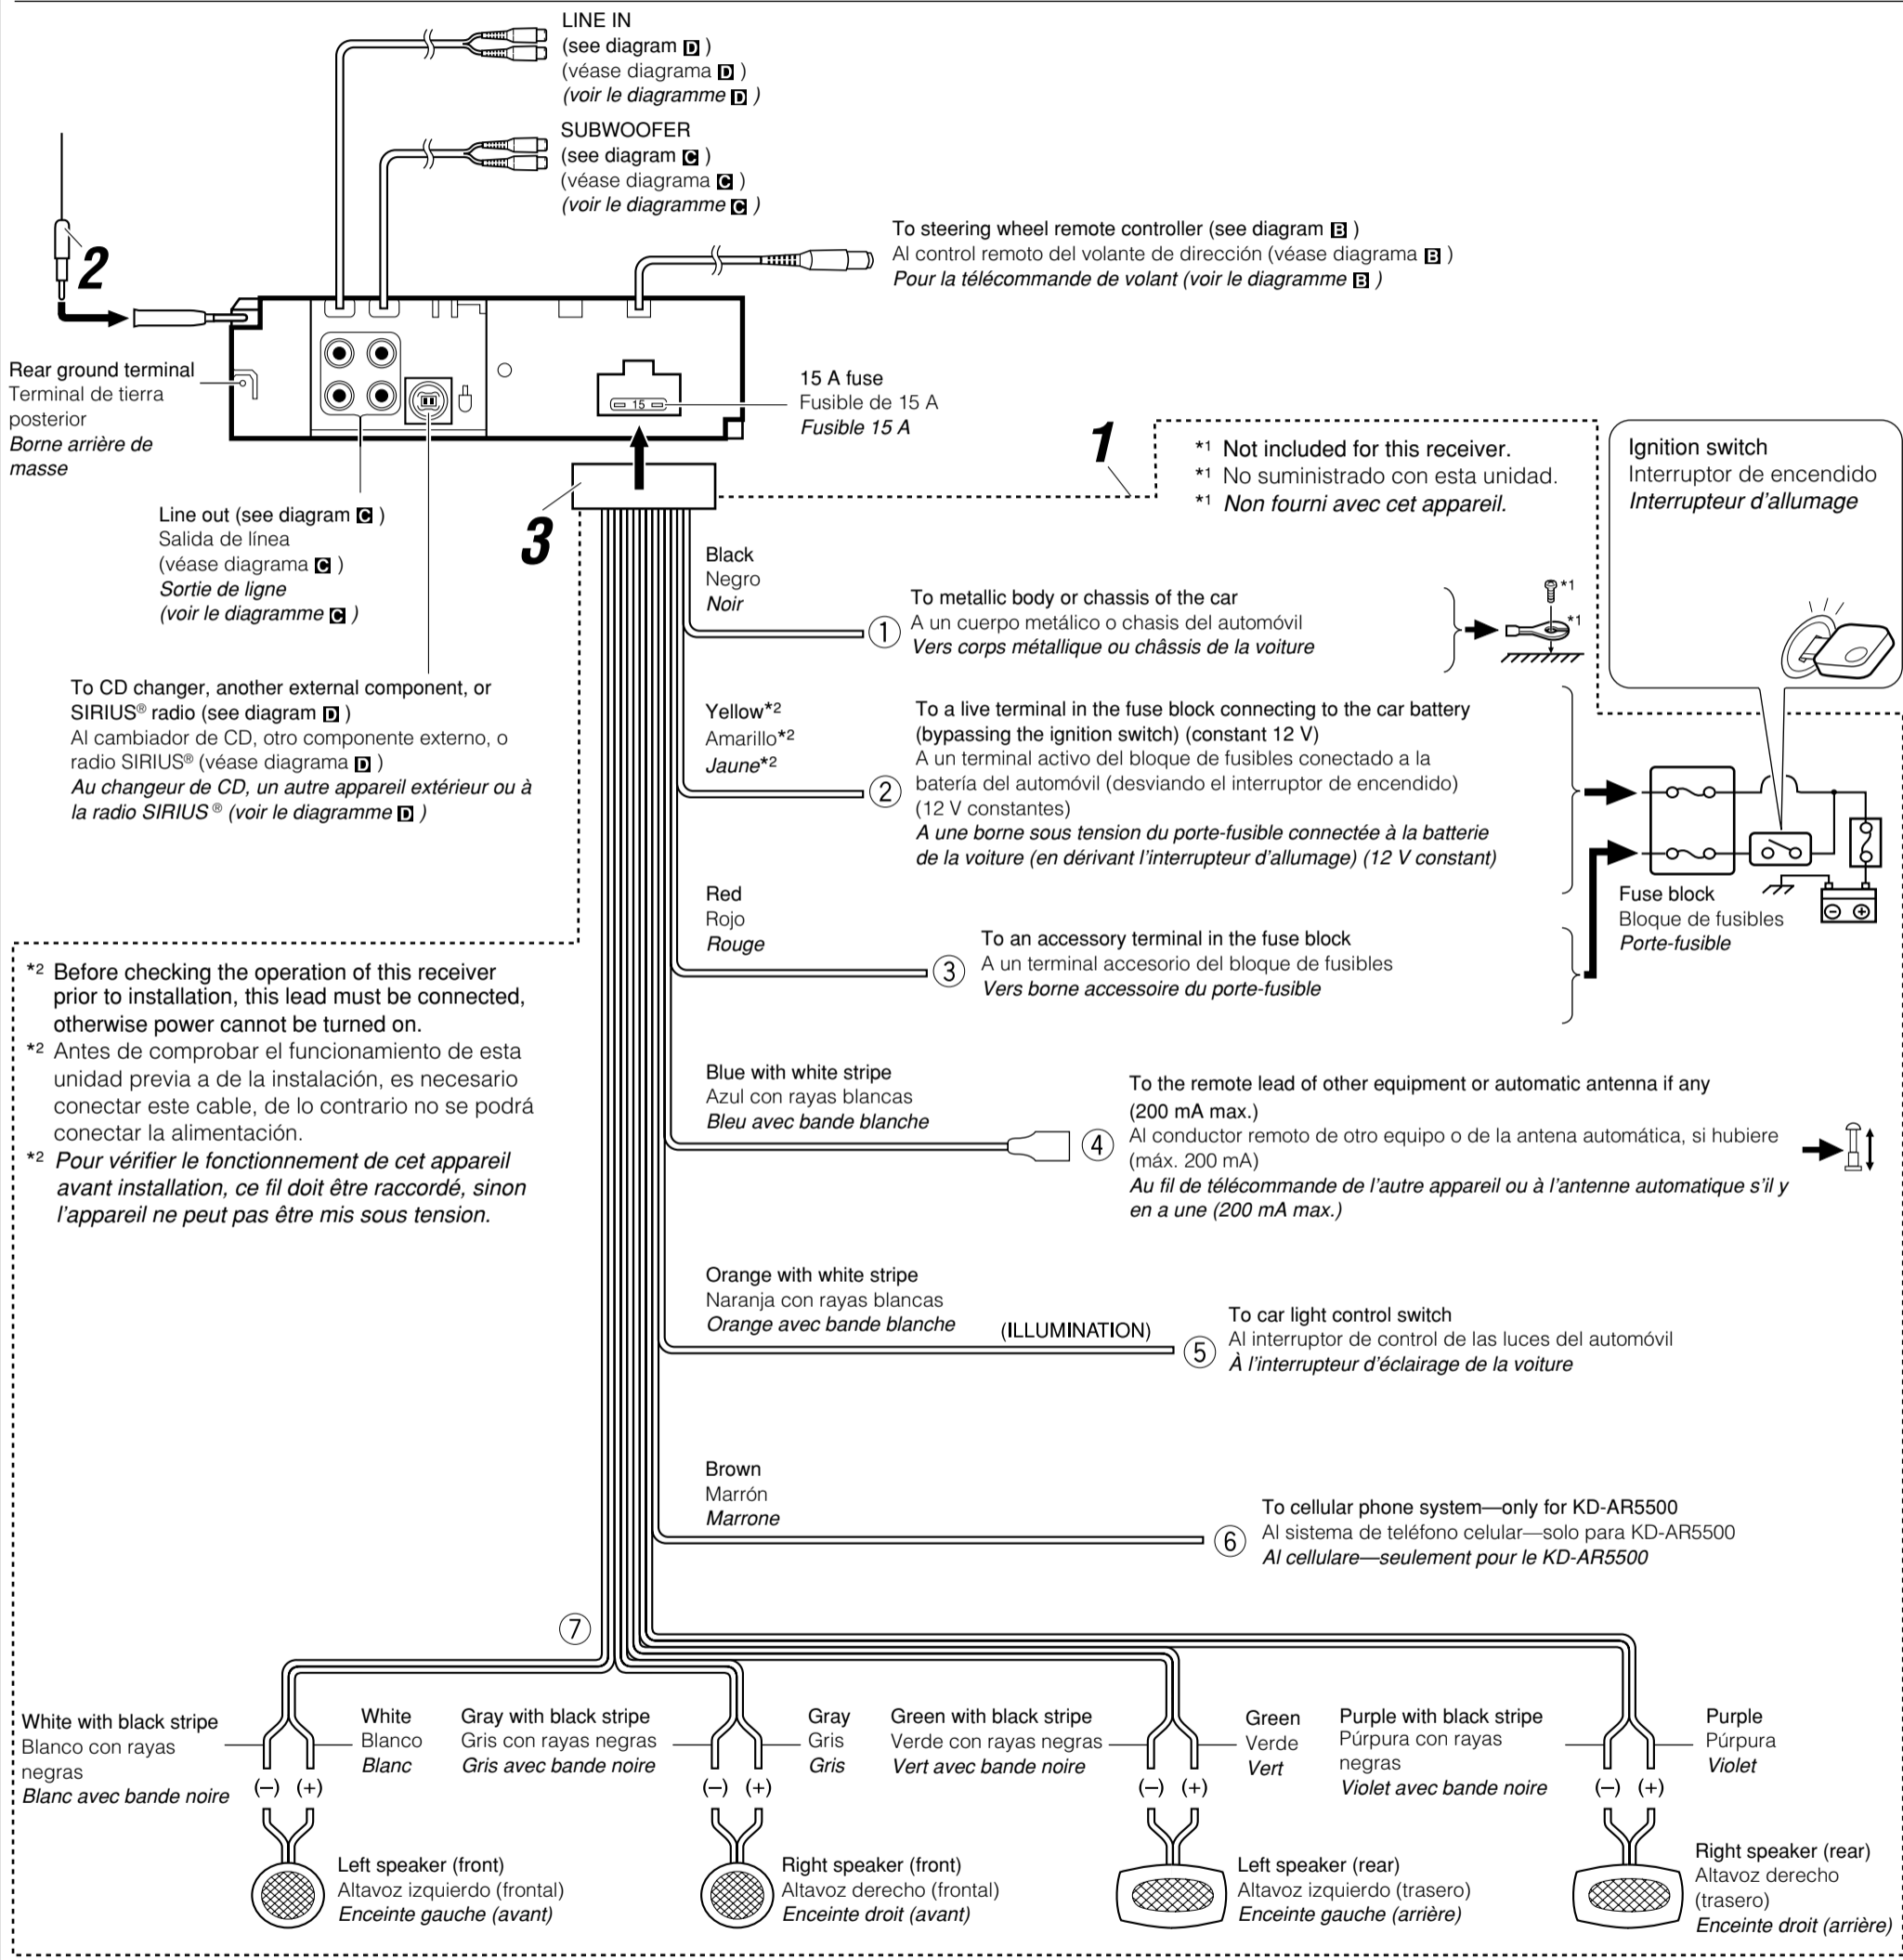 LINE IN
(see diagram D )
(véase diagrama D )
(voir le diagramme D )
SUBWOOFER
(see diagram C )
(véase diagrama C )
(voir le diagramme C )
To steering wheel remote controller (see diagram B )
Al control remoto del volante de dirección (véase diagrama B )
Pour la télécommande de volant (voir le diagramme B )
2
Rear ground terminal
Terminal de tierra
posterior
Borne arrière de
masse
15
15 A fuse
Fusible de 15 A
Fusible 15 A
1
*1 Not included for this receiver.
*1 No suministrado con esta unidad.
*1 Non fourni avec cet appareil.
Ignition switch
Interruptor de encendido
Interrupteur d'allumage
Line out (see diagram C )
Salida de línea
(véase diagrama C )
Sortie de ligne
(voir le diagramme C )
3
Black
Negro
Noir
① To metallic body or chassis of the car
A un cuerpo metálico o chasis del automóvil
Vers corps métallique ou châssis de la voiture
*1
*1
To CD changer, another external component, or
SIRIUS® radio (see diagram D )
Al cambiador de CD, otro componente externo, o
radio SIRIUS® (véase diagrama D )
Au changeur de CD, un autre appareil extérieur ou à
la radio SIRIUS ® (voir le diagramme D )
Yellow*2
Amarillo*2
Jaune*2
② To a live terminal in the fuse block connecting to the car battery
(bypassing the ignition switch) (constant 12 V)
A un terminal activo del bloque de fusibles conectado a la
batería del automóvil (desviando el interruptor de encendido)
(12 V constantes)
A une borne sous tension du porte-fusible connectée à la batterie
de la voiture (en dérivant l'interrupteur d'allumage) (12 V constant)
Fuse block
Bloque de fusibles
Porte-fusible
Red
Rojo
Rouge
③ To an accessory terminal in the fuse block
A un terminal accesorio del bloque de fusibles
Vers borne accessoire du porte-fusible
*2 Before checking the operation of this receiver
prior to installation, this lead must be connected,
otherwise power cannot be turned on.
*2 Antes de comprobar el funcionamiento de esta
unidad previa a de la instalación, es necesario
conectar este cable, de lo contrario no se podrá
conectar la alimentación.
*2 Pour vérifier le fonctionnement de cet appareil
avant installation, ce fil doit être raccordé, sinon
l'appareil ne peut pas être mis sous tension.
Blue with white stripe
Azul con rayas blancas
Bleu avec bande blanche
④ To the remote lead of other equipment or automatic antenna if any
(200 mA max.)
Al conductor remoto de otro equipo o de la antena automática, si hubiere
(máx. 200 mA)
Au fil de télécommande de l'autre appareil ou à l'antenne automatique s'il y
en a une (200 mA max.)
Orange with white stripe
Naranja con rayas blancas
Orange avec bande blanche
(ILLUMINATION)
⑤ To car light control switch
Al interruptor de control de las luces del automóvil
À l'interrupteur d'éclairage de la voiture
Brown
Marrón
Marrone
⑥ To cellular phone system—only for KD-AR5500
Al sistema de teléfono celular—solo para KD-AR5500
Al cellulare—seulement pour le KD-AR5500
⑦
White with black stripe
Blanco con rayas
negras
Blanc avec bande noire
White
Blanco
Blanc
(–) (+)
Left speaker (front)
Altavoz izquierdo (frontal)
Enceinte gauche (avant)
Gray with black stripe
Gris con rayas negras
Gris avec bande noire
Gray
Gris
Gris
(–) (+)
Right speaker (front)
Altavoz derecho (frontal)
Enceinte droit (avant)
Green with black stripe
Verde con rayas negras
Vert avec bande noire
Green
Verde
Vert
(–) (+)
Left speaker (rear)
Altavoz izquierdo (trasero)
Enceinte gauche (arrière)
Purple with black stripe
Púrpura con rayas
negras
Violet avec bande noire
Purple
Púrpura
Violet
(–) (+)
Right speaker (rear)
Altavoz derecho
(trasero)
Enceinte droit (arrière)